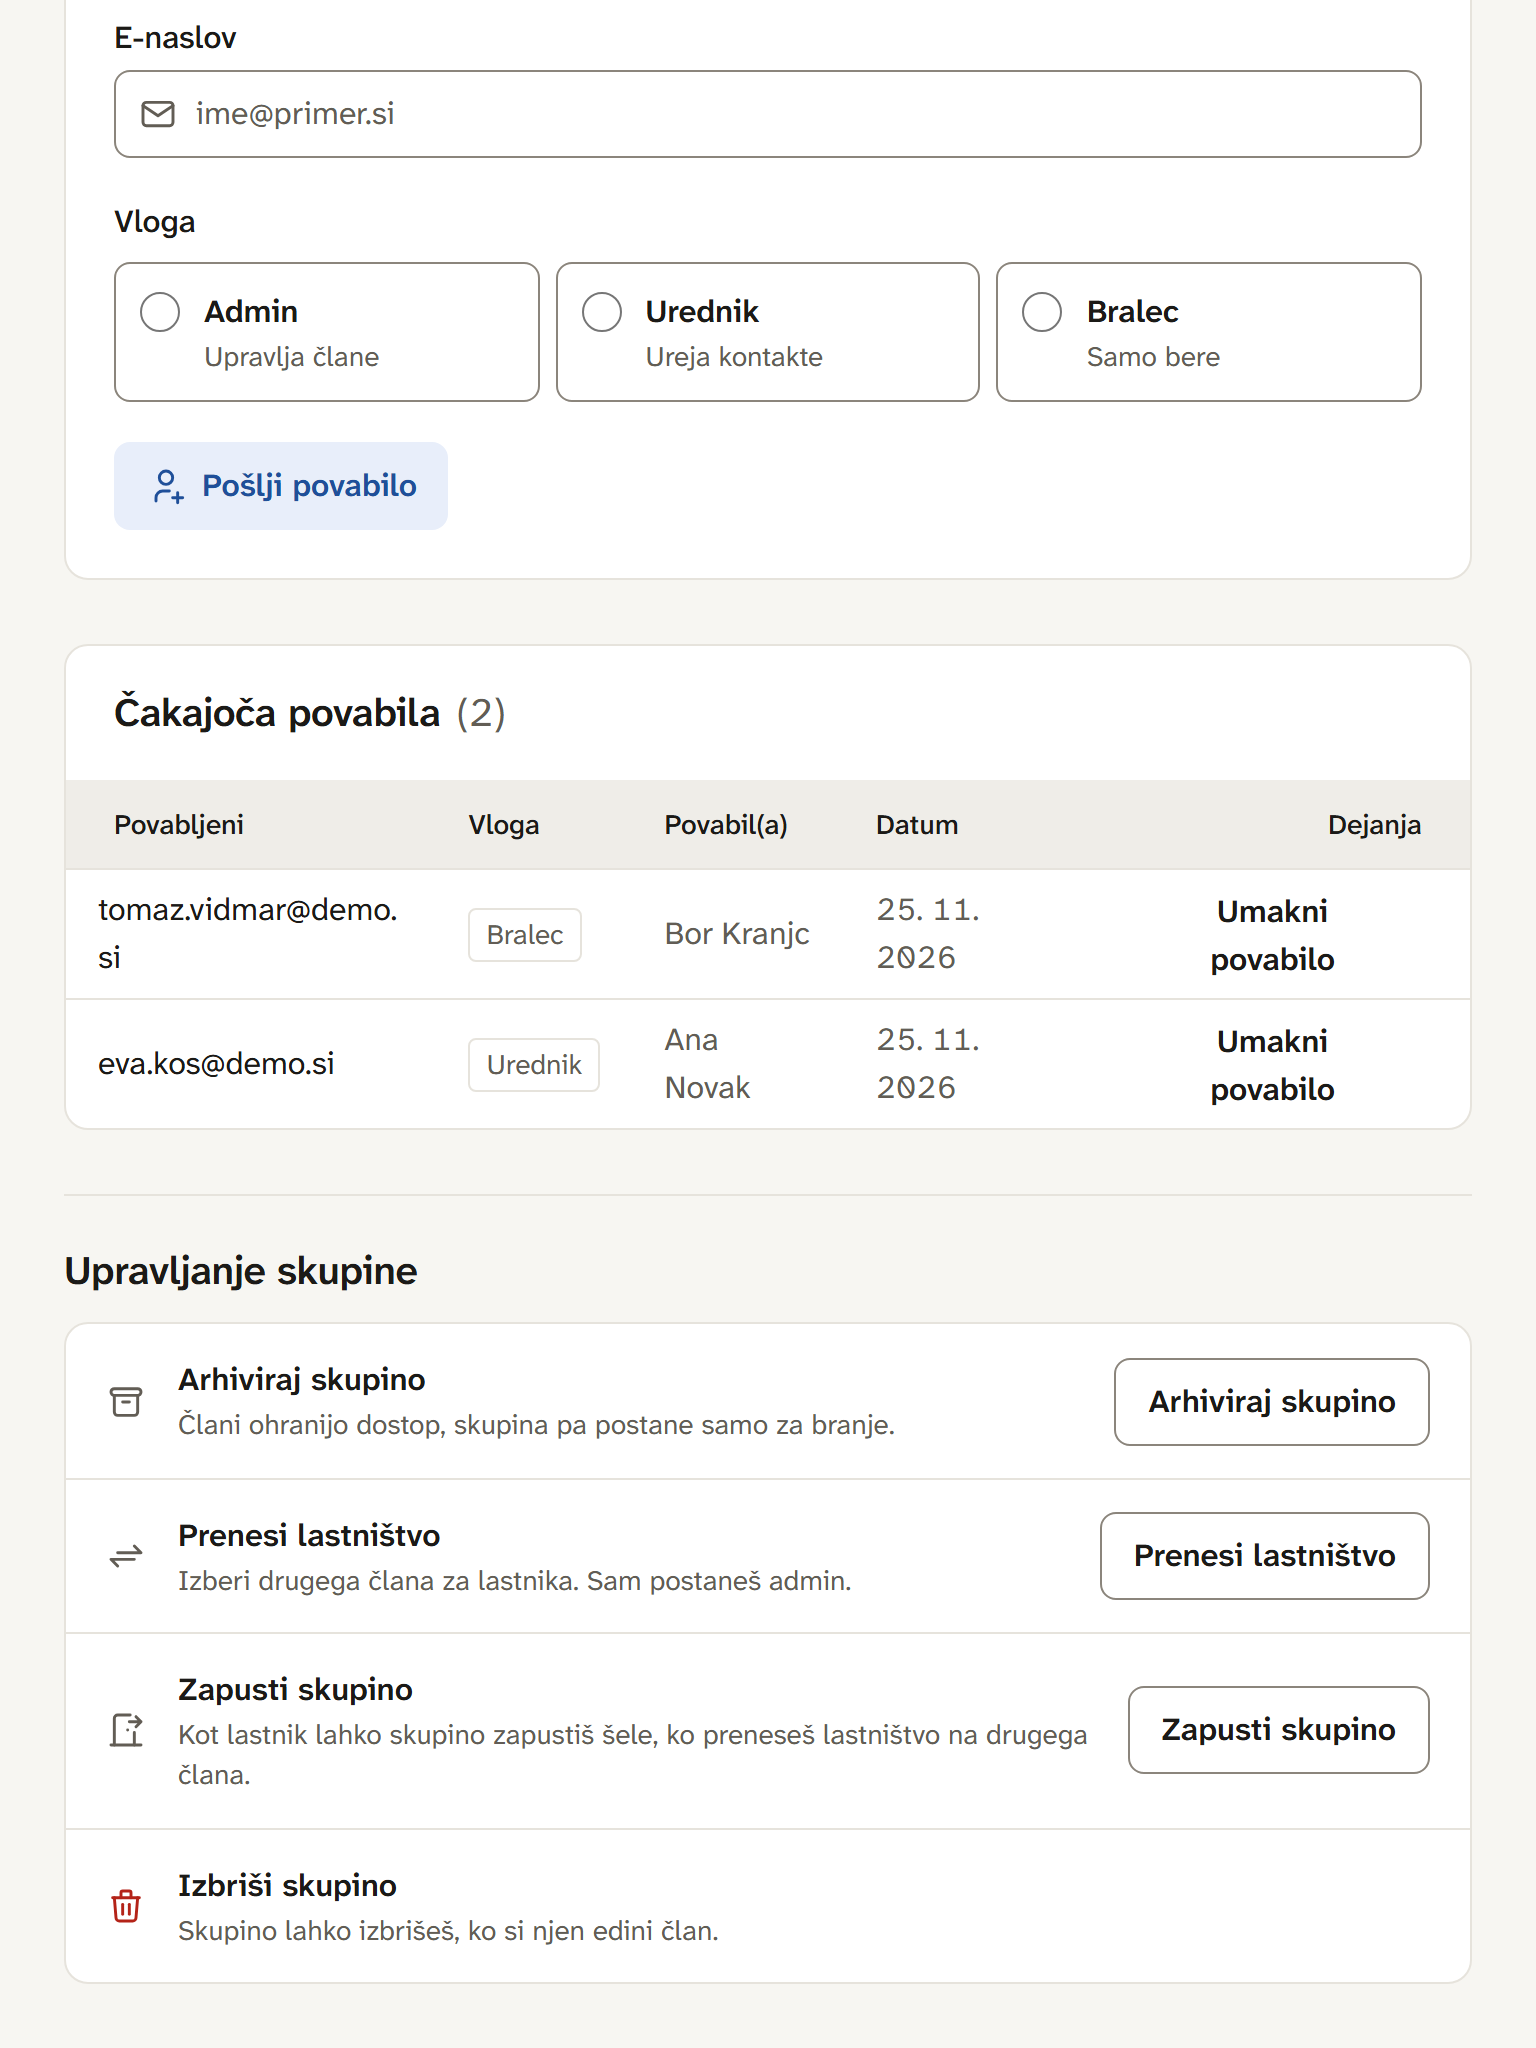 E-naslov
ime@primer.si
Vloga
Admin
Upravlja člane
Urednik
Ureja kontakte
Bralec
Samo bere
Pošlji povabilo
Čakajoča povabila (2)
Povabljeni Vloga Povabil(a) Datum Dejanja
tomaz.vidmar@demo.
si
Bralec
Bor Kranjc
25. 11.
2026
Umakni
povabilo
eva.kos@demo.si
Urednik
Ana
Novak
25. 11.
2026
Umakni
povabilo
Upravljanje skupine
Arhiviraj skupino
Člani ohranijo dostop, skupina pa postane samo za branje.
Arhiviraj skupino
Prenesi lastništvo
Izberi drugega člana za lastnika. Sam postaneš admin.
Prenesi lastništvo
Zapusti skupino
Kot lastnik lahko skupino zapustiš šele, ko preneseš lastništvo na drugega
člana.
Zapusti skupino
Izbriši skupino
Skupino lahko izbrišeš, ko si njen edini član.